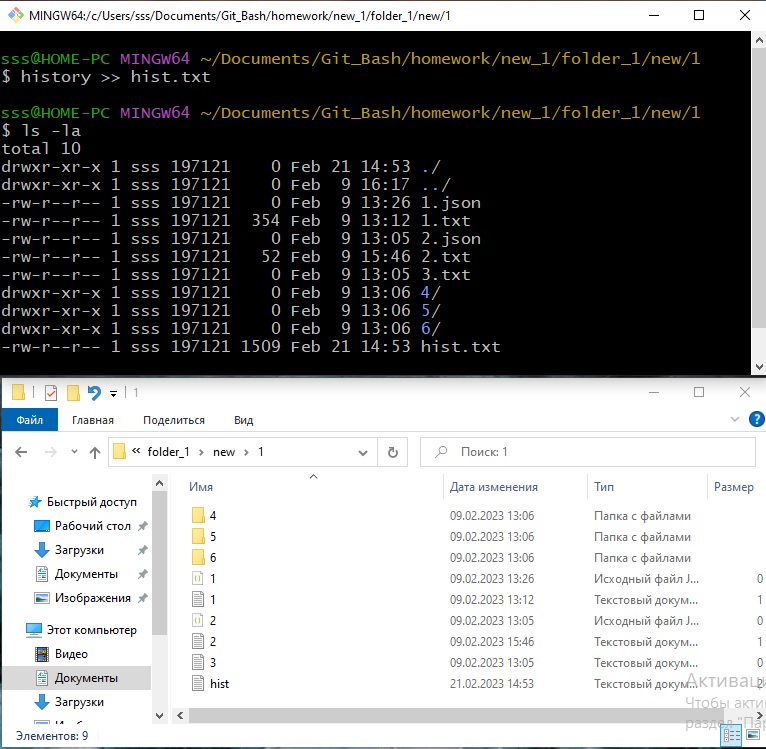 MINGW64:/c/Users/sss/Documents/Git_Bash/homework/new_1/folder_1/new/1
sss@HOME-PC MINGW64 ~/Documents/Git_Bash/homework/new_1/folder_1/new/1
$ history >> hist.txt
sss@HOME-PC MINGW64 ~/Documents/Git_Bash/homework/new_1/folder_1/new/1
$ ls -la
total 10
drwxr-xr-x 1 sss 197121    0 Feb 21 14:53 ./
drwxr-xr-x 1 sss 197121    0 Feb  9 16:17 ../
-rw-r--r-- 1 sss 197121    0 Feb  9 13:26 1.json
-rw-r--r-- 1 sss 197121  354 Feb  9 13:12 1.txt
-rw-r--r-- 1 sss 197121    0 Feb  9 13:05 2.json
-rw-r--r-- 1 sss 197121   52 Feb  9 15:46 2.txt
-rw-r--r-- 1 sss 197121    0 Feb  9 13:05 3.txt
drwxr-xr-x 1 sss 197121    0 Feb  9 13:06 4/
drwxr-xr-x 1 sss 197121    0 Feb  9 13:06 5/
drwxr-xr-x 1 sss 197121    0 Feb  9 13:06 6/
-rw-r--r-- 1 sss 197121 1509 Feb 21 14:53 hist.txt
1
Файл Главная Поделиться Вид
« folder_1 › new › 1
Поиск: 1
Быстрый доступ
Рабочий стол
Загрузки
Документы
Изображения
Этот компьютер
Видео
Документы
Загрузки
Имя Дата изменения Тип Размер
4 09.02.2023 13:06 Папка с файлами
5 09.02.2023 13:06 Папка с файлами
6 09.02.2023 13:06 Папка с файлами
1 09.02.2023 13:26 Исходный файл J... 0
1 09.02.2023 13:12 Текстовый докум... 1
2 09.02.2023 13:05 Исходный файл J... 0
2 09.02.2023 15:46 Текстовый докум... 1
3 09.02.2023 13:05 Текстовый докум... 0
hist 21.02.2023 14:53 Текстовый докум... 2
Активаци
Чтобы акти
раздел "Пар
Элементов: 9